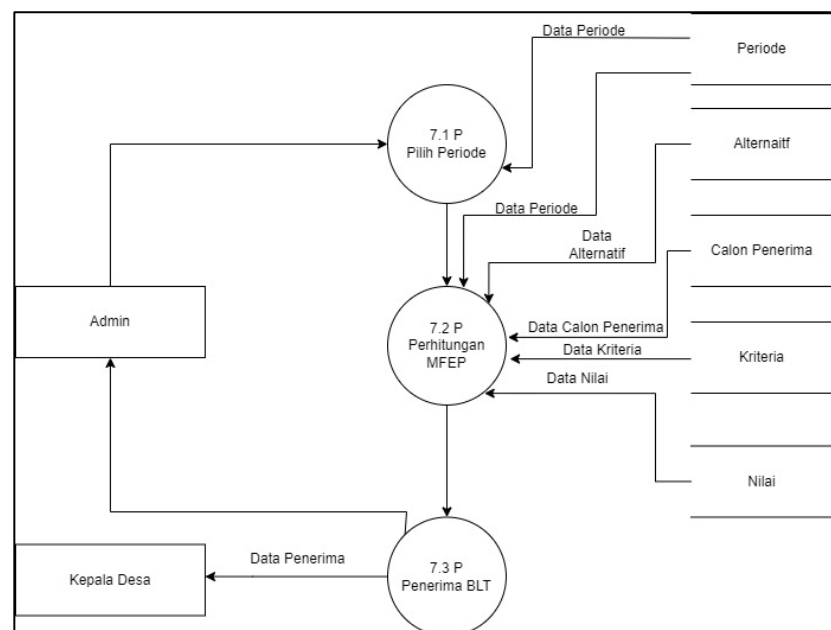 Data Periode
Periode
7.1 P
Pilih Periode
Alternaitf
Data Periode
Data
Alternatif
Calon Penerima
Admin
7.2 P
Perhitungan
MFEP
Data Calon Penerima
Data Kriteria
Kriteria
Data Nilai
Nilai
Data Penerima
Kepala Desa
7.3 P
Penerima BLT